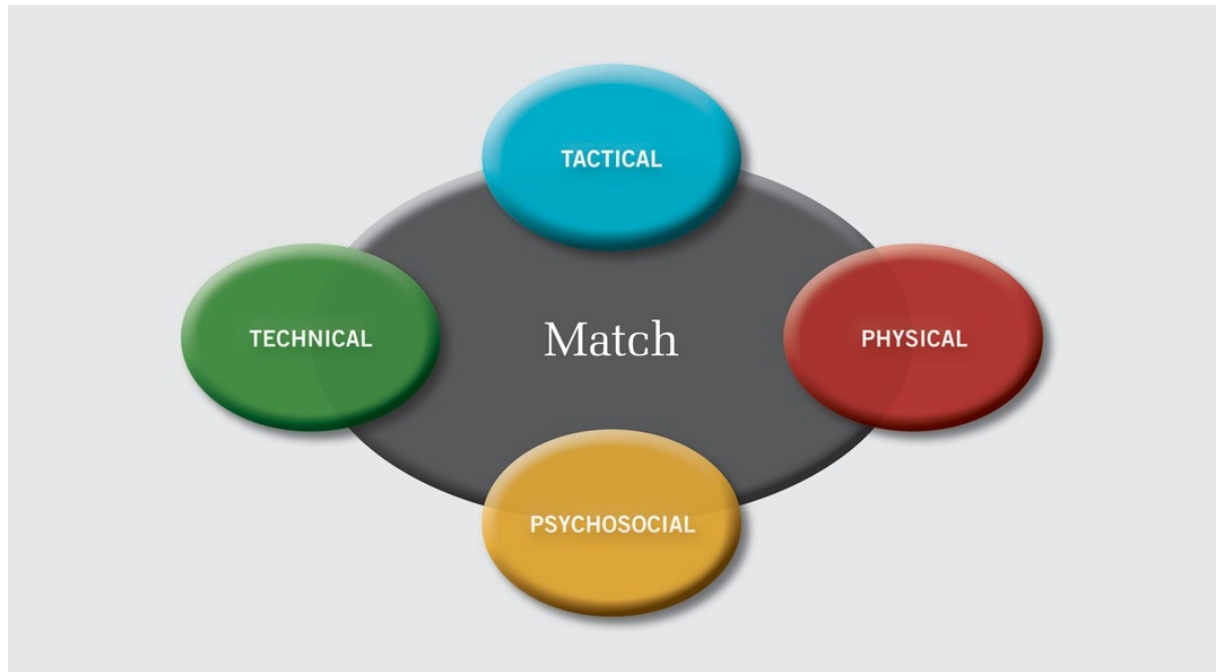 TACTICAL
TECHNICAL
Match
PHYSICAL
PSYCHOSOCIAL